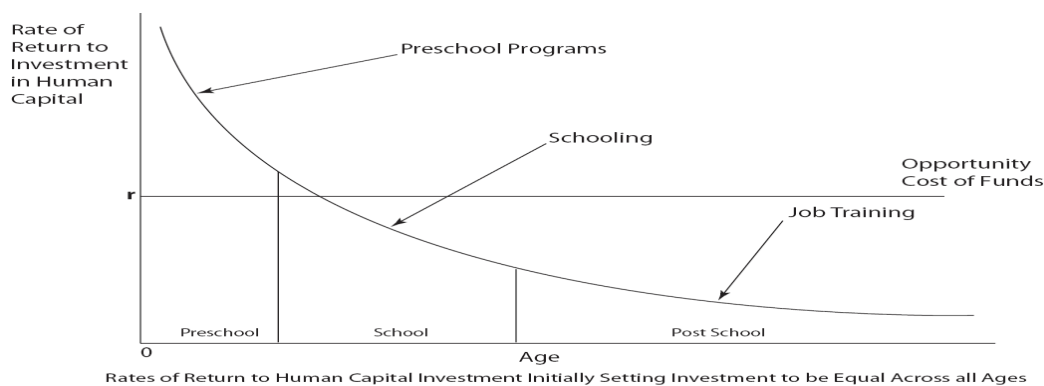 Rate of
Return to
Investment
in Human
Capital
Preschool Programs
Schooling
Opportunity
Cost of Funds
r
Job Training
Preschool
School
Post School
0
Age
Rates of Return to Human Capital Investment Initially Setting Investment to be Equal Across all Ages